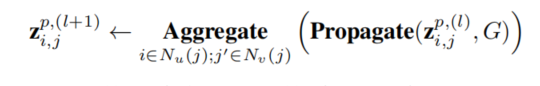 z_{i,j}^{p,(l+1)} ← Aggregate_{i∈N_u(j);j'∈N_v(j)} (Propagate(z_{i,j}^{p,(l)}, G))